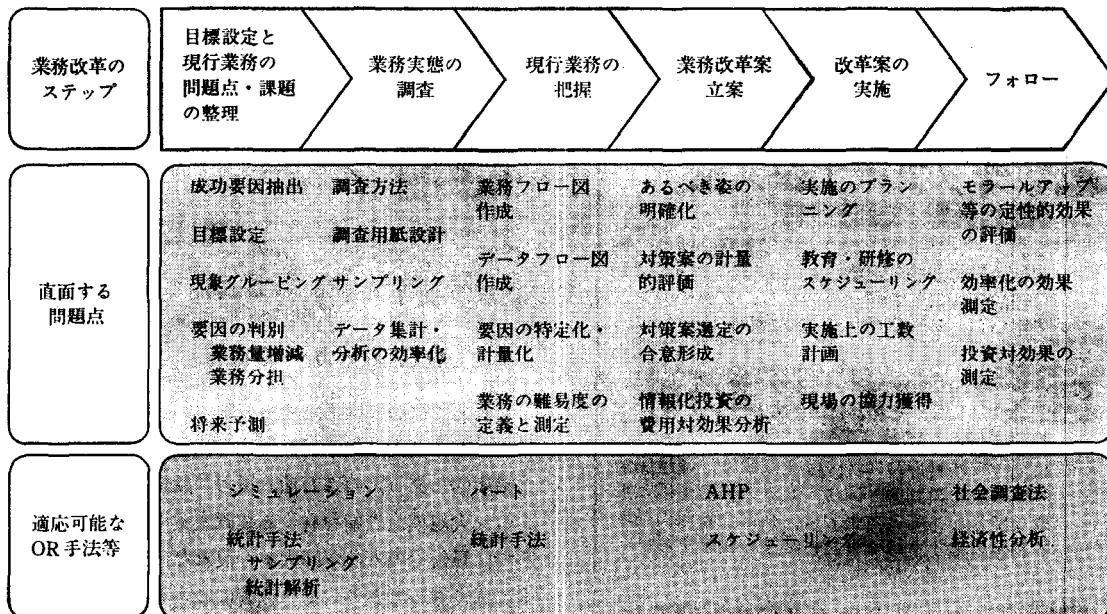 業務改革の
ステップ
目標設定と
現行業務の
問題点・課題
の整理
業務実態の
調査
現行業務の
把握
業務改革案
立案
改革案の
実施
フォロー
直面する
問題点
成功要因抽出
目標設定
現象グルーピング
要因の判別
業務量増減
業務分担
将来予測
調査方法
調査用紙設計
サンプリング
データ集計・
分析の効率化
業務フロー図
作成
データフロー図
作成
要因の特定化・
計量化
業務の難易度の
定義と測定
あるべき姿の
明確化
対策案の計量
的評価
対策案選定の
合意形成
情報化投資の
費用対効果分析
実施のプラン
ニング
教育・研修の
スケジューリング
実施上の工数
計画
現場の協力獲得
モラールアップ
等の定性的効果
の評価
効率化の効果
測定
投資対効果の
測定
適応可能な
OR手法等
シミュレーション
統計手法
サンプリング
統計解析
パート
統計手法
AHP
スケジューリング
社会調査法
経済性分析